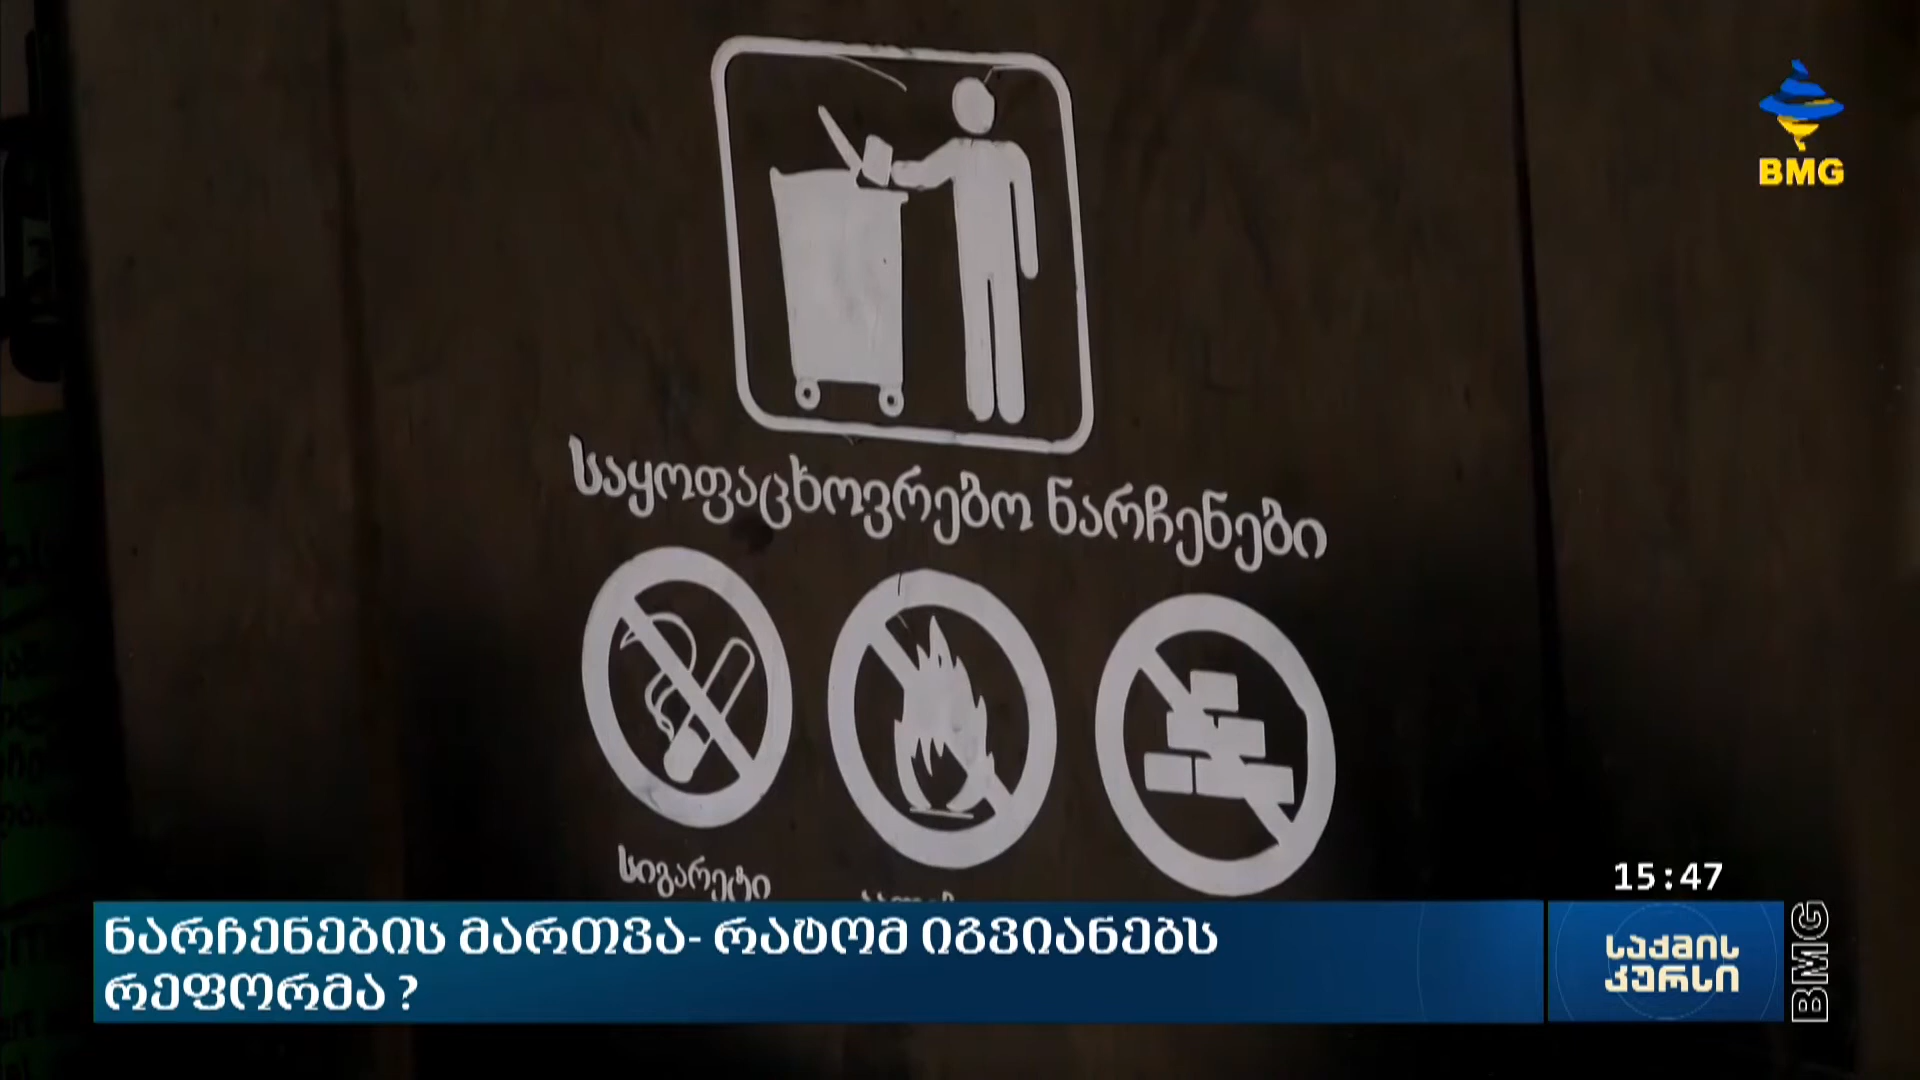 BMG
საყოფაცხოვრებო ნარჩენები
სიგარეტი
15:47
ნარჩენების მართვა- რატომ იგვიანებს
რეფორმა ?
საქმის
კურსი
BMG